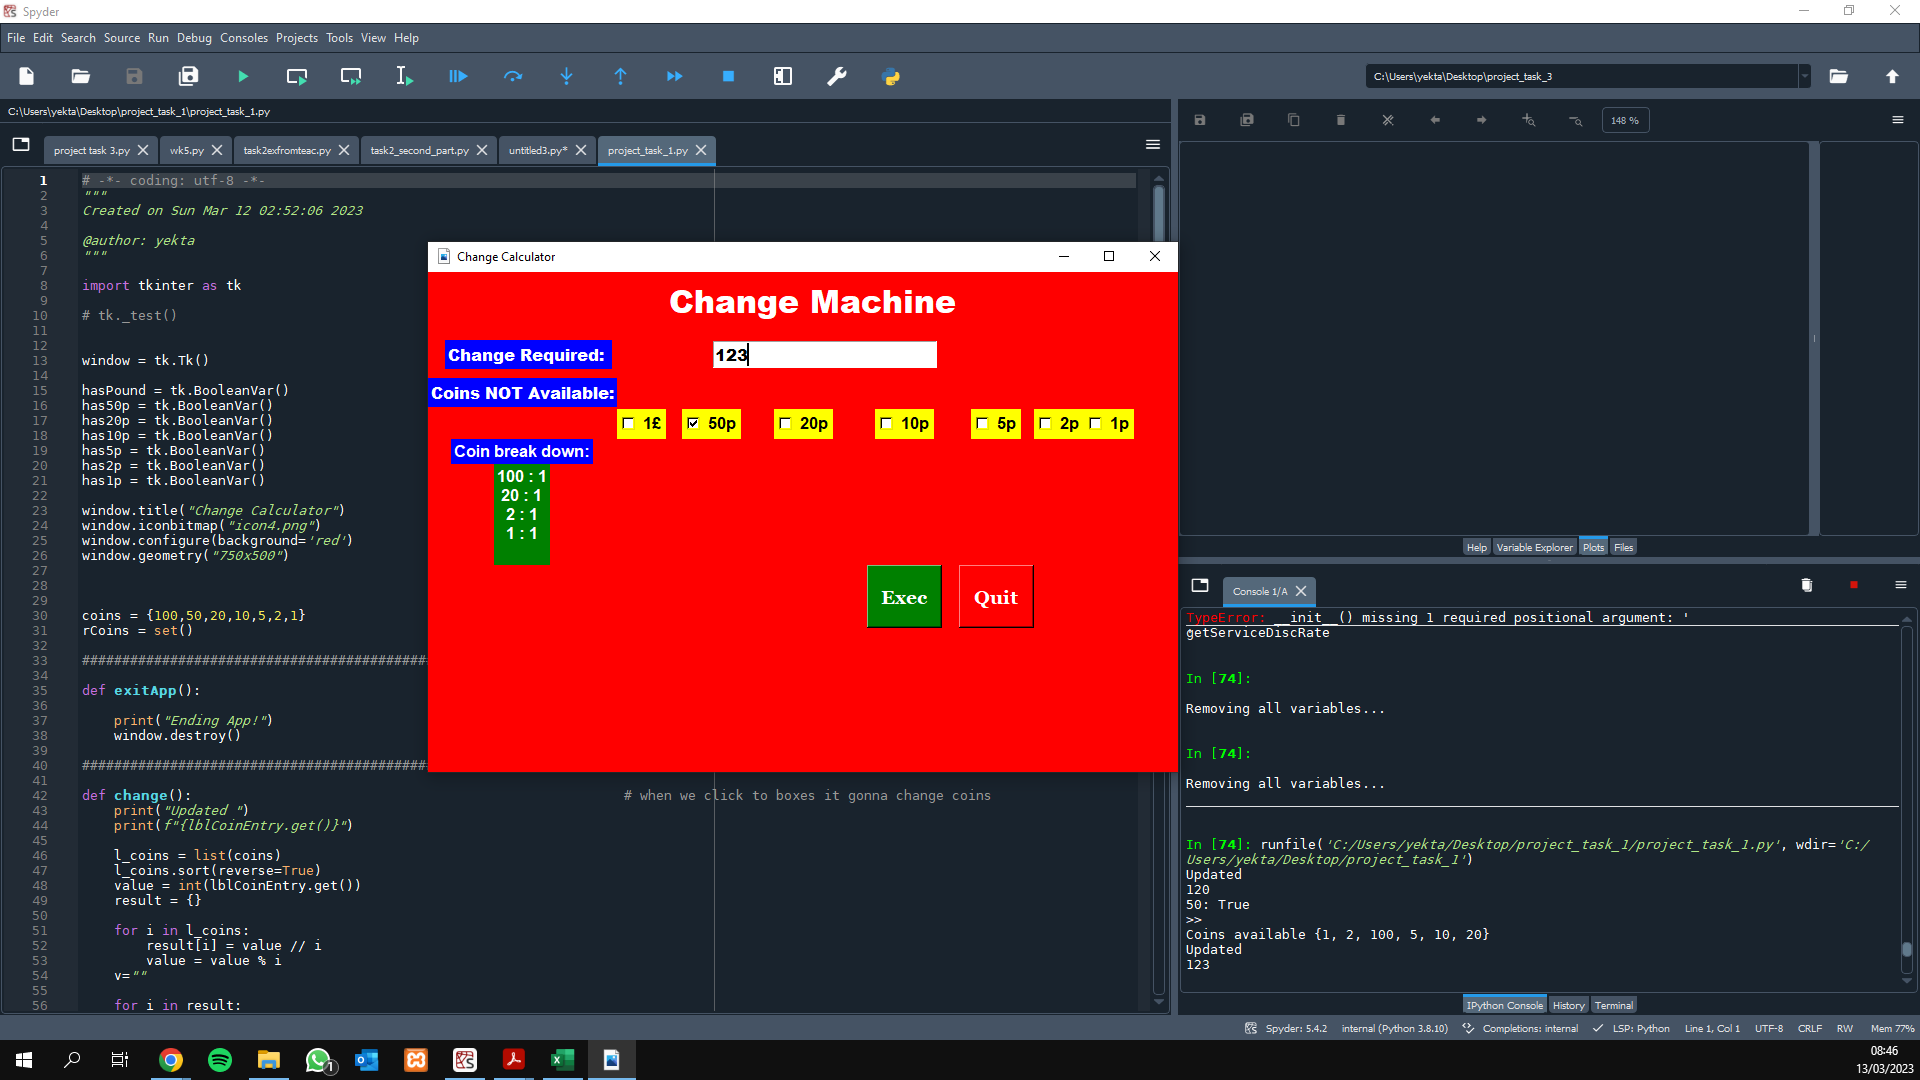 Spyder
File Edit Search Source Run Debug Consoles Projects Tools View Help
C:\Users\yekta\Desktop\project_task_3
C:\Users\yekta\Desktop\project_task_1\project_task_1.py
project task 3.py wk5.py task2exfromteac.py task2_second_part.py untitled3.py* project_task_1.py
148 %
1 # -*- coding: utf-8 -*-
2 """
3 Created on Sun Mar 12 02:52:06 2023
4
5 @author: yekta
6 """
7
8 import tkinter as tk
9
10 # tk._test()
11
12
13 window = tk.Tk()
14
15 hasPound = tk.BooleanVar()
16 has50p = tk.BooleanVar()
17 has20p = tk.BooleanVar()
18 has10p = tk.BooleanVar()
19 has5p = tk.BooleanVar()
20 has2p = tk.BooleanVar()
21 has1p = tk.BooleanVar()
22
23 window.title("Change Calculator")
24 window.iconbitmap("icon4.png")
25 window.configure(background='red')
26 window.geometry("750x500")
27
28
29
30 coins = {100,50,20,10,5,2,1}
31 rCoins = set()
32
33 ###########################################
34
35 def exitApp():
36
37 print("Ending App!")
38 window.destroy()
39
40 ###########################################
41
42 def change(): # when we click to boxes it gonna change coins
43 print("Updated ")
44 print(f"{lblCoinEntry.get()}")
45
46 l_coins = list(coins)
47 l_coins.sort(reverse=True)
48 value = int(lblCoinEntry.get())
49 result = {}
50
51 for i in l_coins:
52 result[i] = value // i
53 value = value % i
54 v=""
55
56 for i in result:
Change Calculator
Change Machine
Change Required: 123
Coins NOT Available:
1£ 50p 20p 10p 5p 2p 1p
Coin break down:
100 : 1
20 : 1
2 : 1
1 : 1
Exec Quit
Help Variable Explorer Plots Files
Console 1/A
TypeError: __init__() missing 1 required positional argument: '
getServiceDiscRate
In [74]:
Removing all variables...
In [74]:
Removing all variables...
In [74]: runfile('C:/Users/yekta/Desktop/project_task_1/project_task_1.py', wdir='C:/
Users/yekta/Desktop/project_task_1')
Updated
120
50: True
>>
Coins available {1, 2, 100, 5, 10, 20}
Updated
123
IPython Console History Terminal
Spyder: 5.4.2 internal (Python 3.8.10) Completions: internal LSP: Python Line 1, Col 1 UTF-8 CRLF RW Mem 77%
1
08:46
13/03/2023